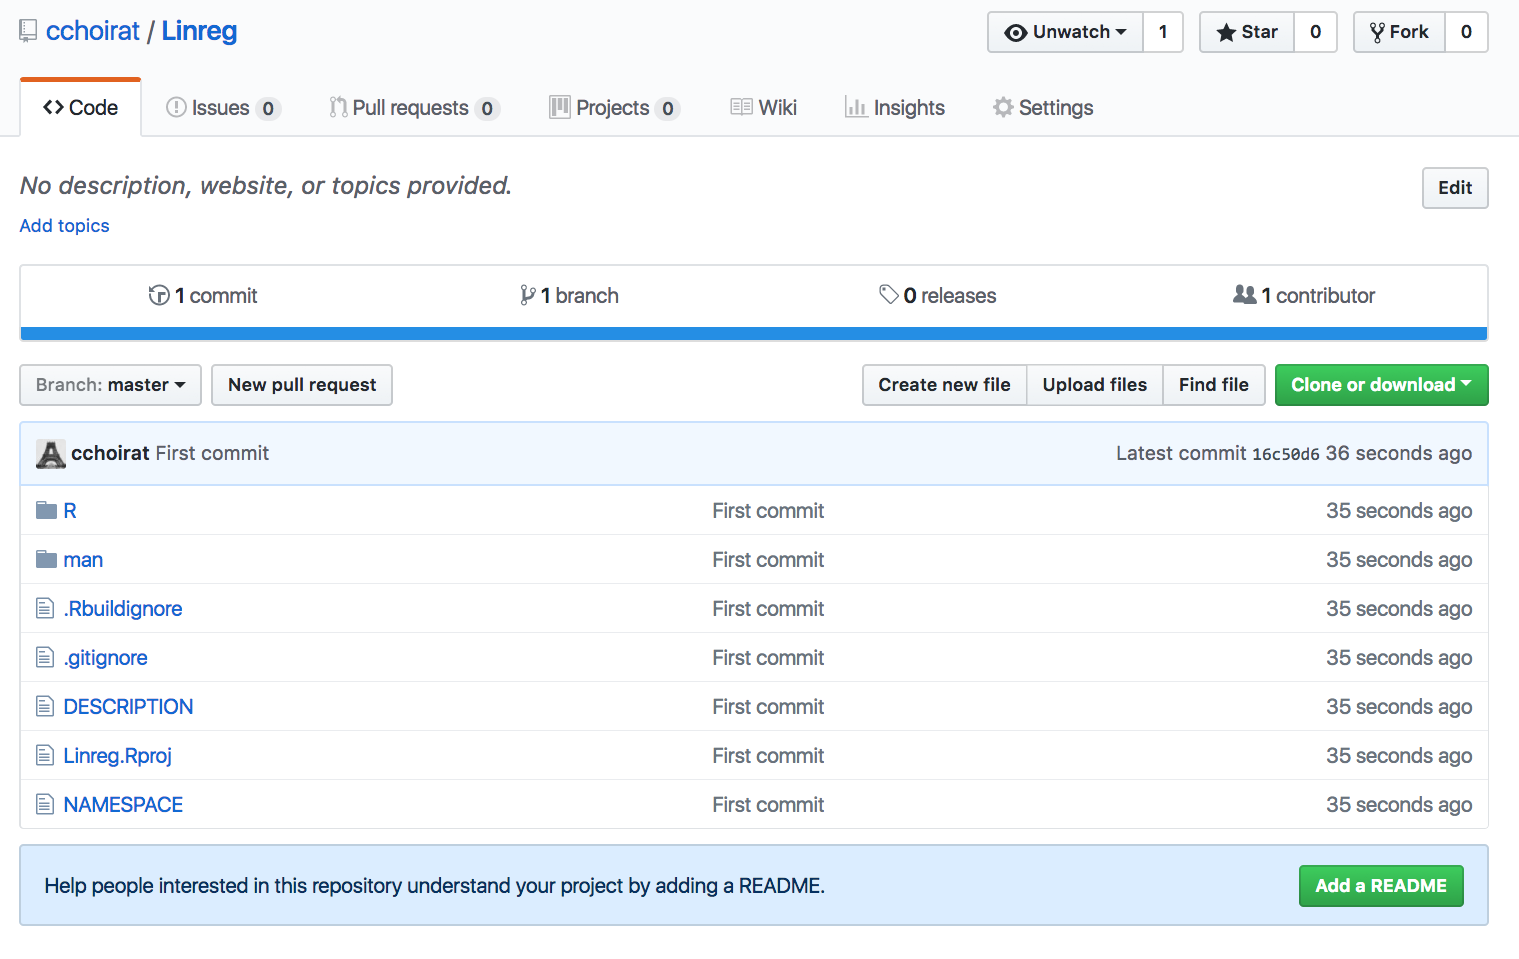 cchoirat / Linreg Unwatch 1 Star 0 Fork 0
Code Issues 0 Pull requests 0 Projects 0 Wiki Insights Settings
No description, website, or topics provided. Edit
Add topics
1 commit 1 branch 0 releases 1 contributor
Branch: master New pull request Create new file Upload files Find file Clone or download
cchoirat First commit Latest commit 16c50d6 36 seconds ago
R First commit 35 seconds ago
man First commit 35 seconds ago
.Rbuildignore First commit 35 seconds ago
.gitignore First commit 35 seconds ago
DESCRIPTION First commit 35 seconds ago
Linreg.Rproj First commit 35 seconds ago
NAMESPACE First commit 35 seconds ago
Help people interested in this repository understand your project by adding a README. Add a README